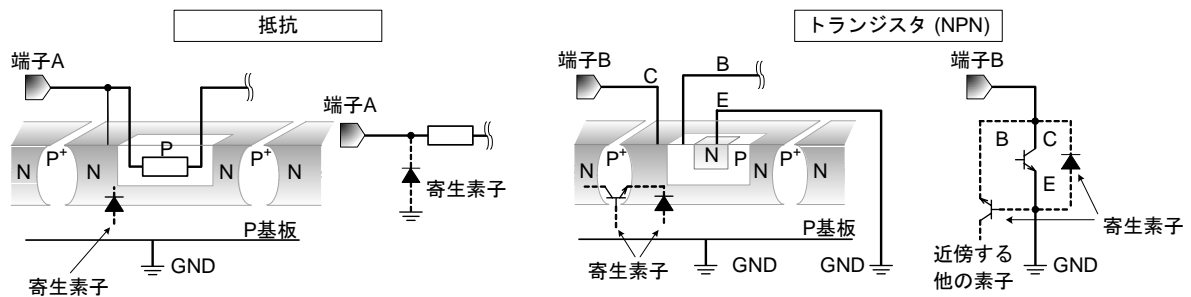 抵抗
トランジスタ (NPN)
端子A
N
P+
N
P
N
P+
N
P基板
GND
寄生素子
端子A
寄生素子
端子B
C
B
E
N
P+
N
N
P
N
P+
N
P基板
寄生素子
GND
GND
端子B
B
C
E
寄生素子
近傍する
他の素子
GND